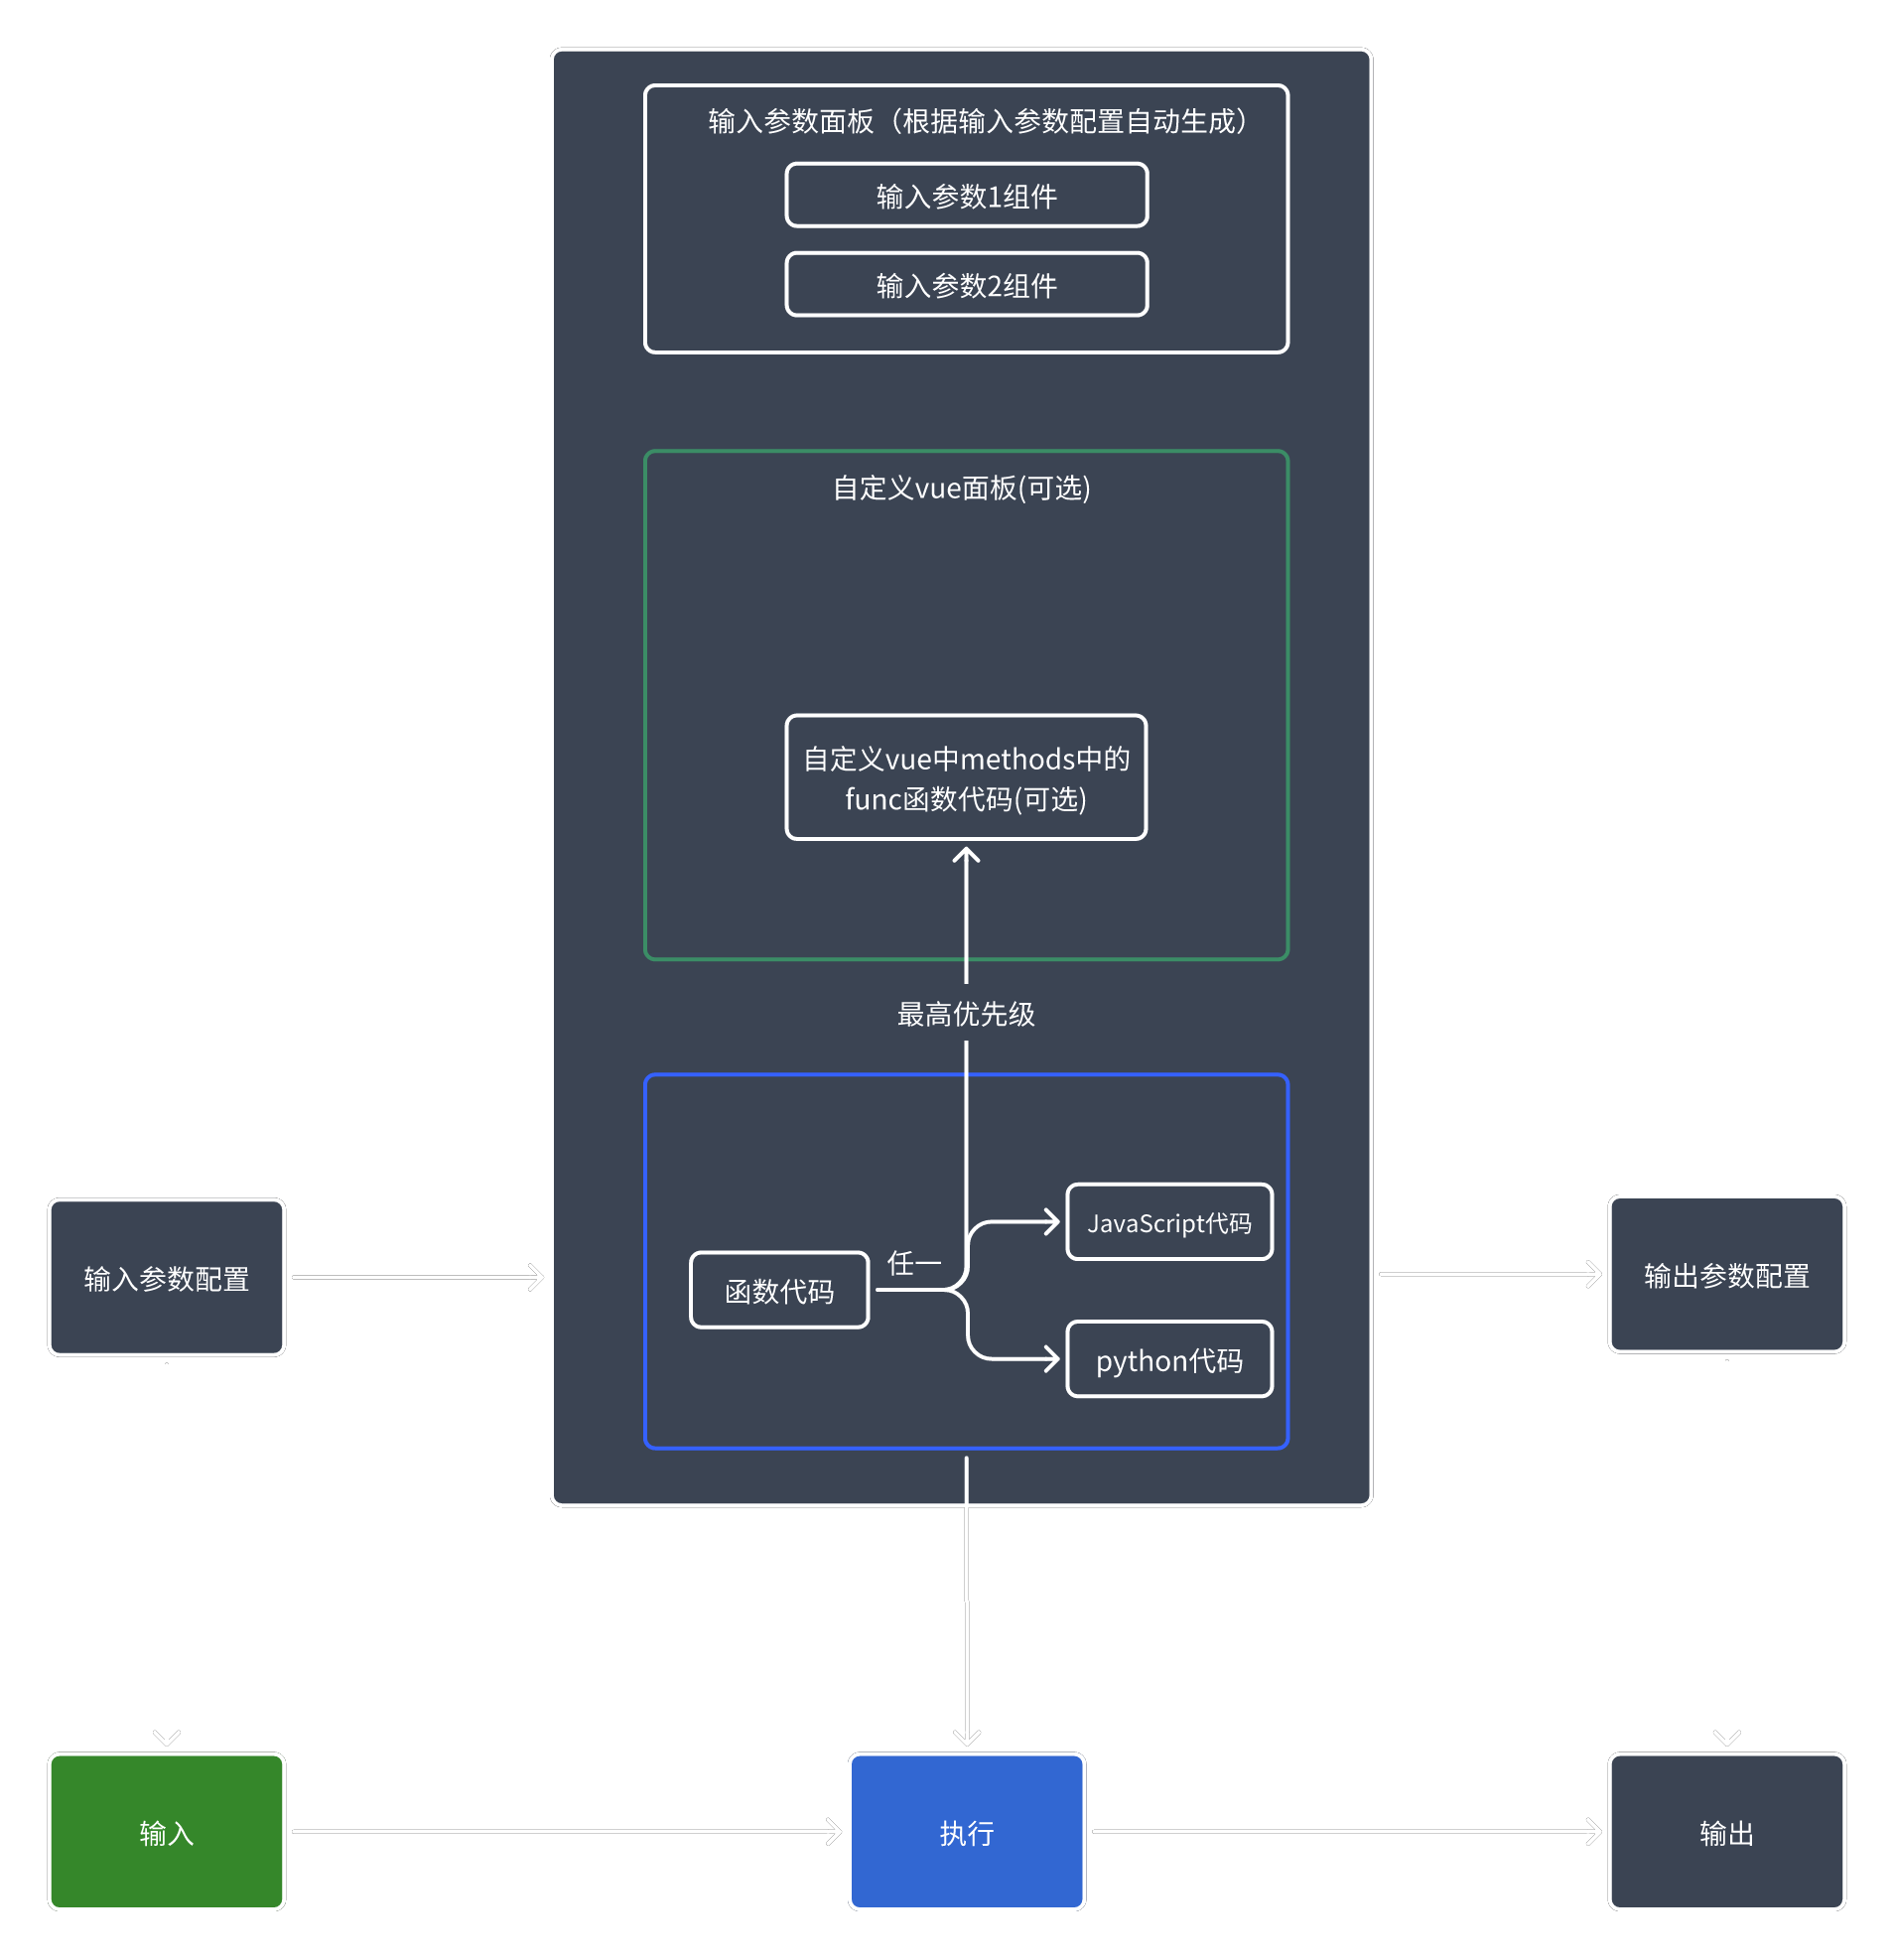 输入参数面板（根据输入参数配置自动生成）
输入参数1组件
输入参数2组件
自定义vue面板(可选)
自定义vue中methods中的
func函数代码(可选)
最高优先级
JavaScript代码
任一
函数代码
python代码
输入参数配置
输出参数配置
输入
执行
输出